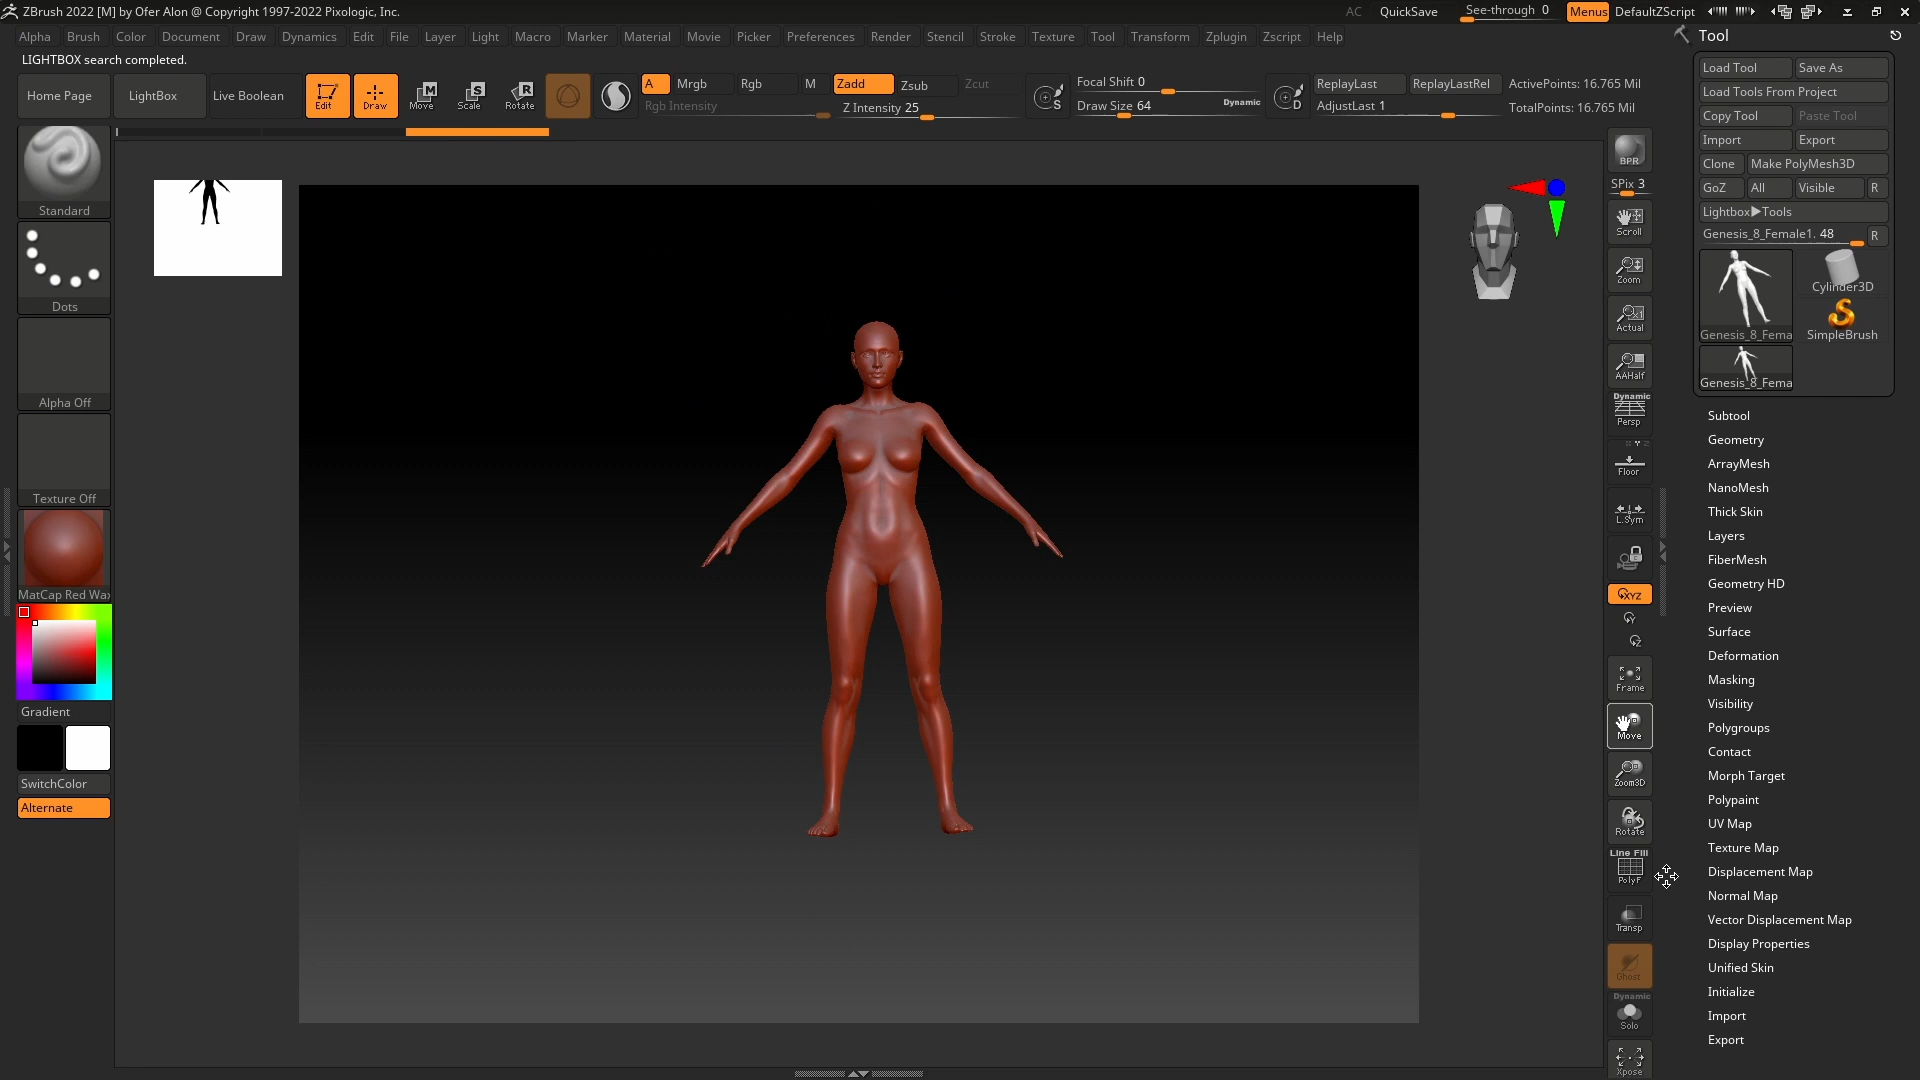 ZBrush 2022 [M] by Ofer Alon @ Copyright 1997-2022 Pixologic, Inc.
AC QuickSave See-through 0 Menus DefaultZScript
Alpha Brush Color Document Draw Dynamics Edit File Layer Light Macro Marker Material Movie Picker Preferences Render Stencil Stroke Texture Tool Transform Zplugin Zscript Help
LIGHTBOX search completed.
Home Page LightBox Live Boolean Edit Draw Move Scale Rotate
A Mrgb Rgb M Zadd Zsub Zcut
Rgb Intensity Z Intensity 25
S
Focal Shift 0
Draw Size 64 Dynamic
D
ReplayLast ReplayLastRel ActivePoints: 16.765 Mil
AdjustLast 1 TotalPoints: 16.765 Mil
Standard
Dots
Alpha Off
Texture Off
MatCap Red Wax
Gradient
SwitchColor
Alternate
BPR
SPix 3
Scroll
Zoom
Actual
AAHalf
Dynamic
Persp
Floor
L.Sym
XYZ
Y
Z
Frame
Move
Zoom3D
Rotate
Line Fill
PolyF
Transp
Ghost
Dynamic
Solo
Xpose
Tool
Load Tool Save As
Load Tools From Project
Copy Tool Paste Tool
Import Export
Clone Make PolyMesh3D
GoZ All Visible R
Lightbox▶Tools
Genesis_8_Female1. 48 R
Genesis_8_Fema Cylinder3D
SimpleBrush
Genesis_8_Fema
Subtool
Geometry
ArrayMesh
NanoMesh
Thick Skin
Layers
FiberMesh
Geometry HD
Preview
Surface
Deformation
Masking
Visibility
Polygroups
Contact
Morph Target
Polypaint
UV Map
Texture Map
Displacement Map
Normal Map
Vector Displacement Map
Display Properties
Unified Skin
Initialize
Import
Export